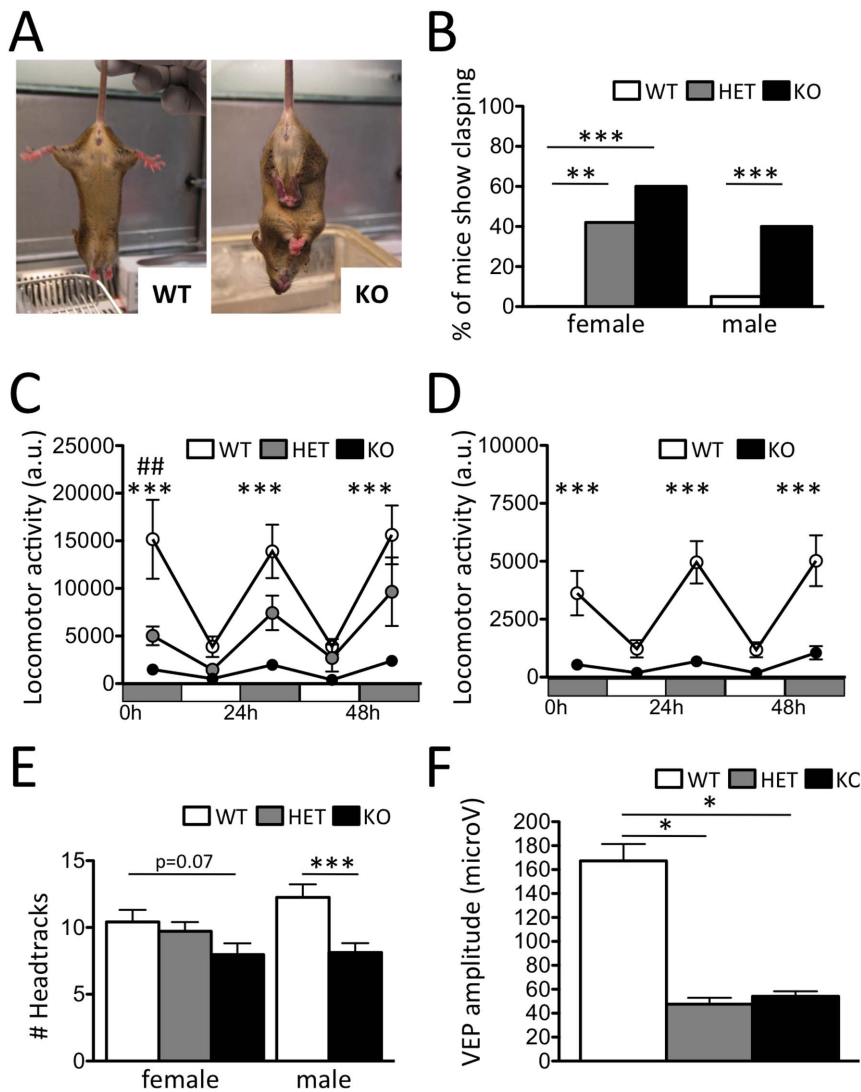 A
WT
KO
B
WT HET KO
% of mice show clasping
100
80
60
40
20
0
***
**
***
female male
C
WT HET KO
Locomotor activity (a.u.)
25000
20000
15000
10000
5000
0
##
*** *** ***
0h 24h 48h
D
WT KO
Locomotor activity (a.u.)
10000
7500
5000
2500
0
*** *** ***
0h 24h 48h
E
WT HET KO
# Headtracks
15
10
5
0
p=0.07
***
female male
F
WT HET KO
VEP amplitude (microV)
200
180
160
140
120
100
80
60
40
20
0
*
*